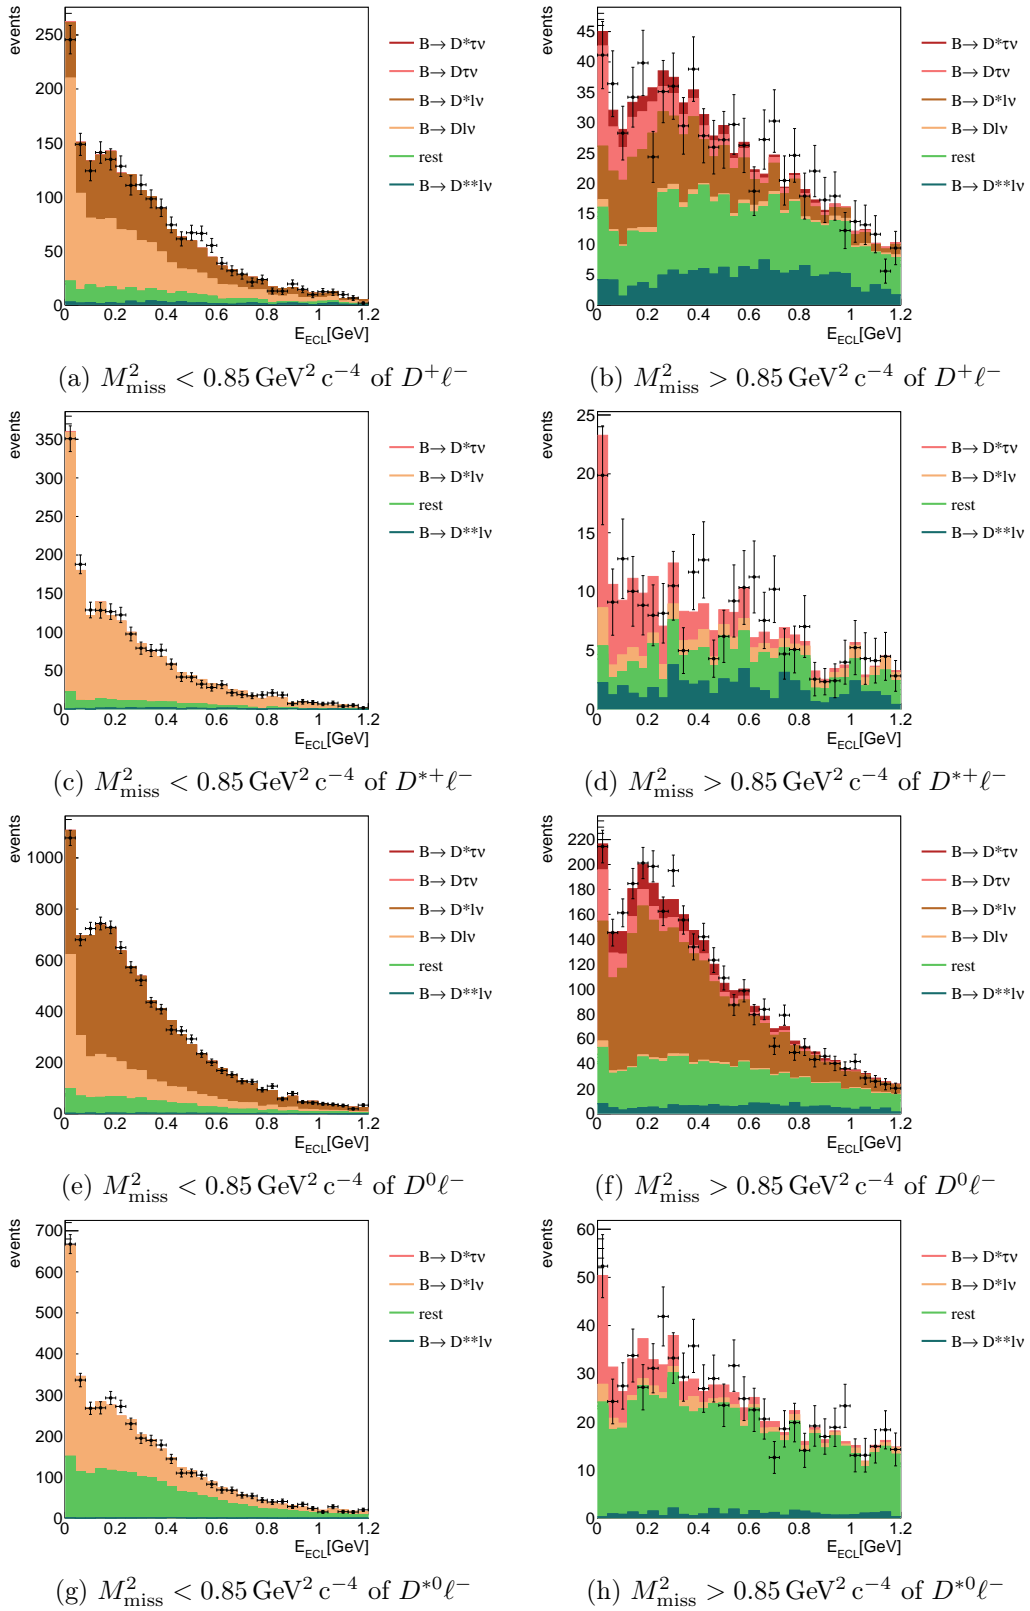 events
250
200
150
100
50
0
0 0.2 0.4 0.6 0.8 1 1.2
E_ECL[GeV]
B→ D*τν
B→ Dτν
B→ D*lν
B→ Dlν
rest
B→ D**lν
(a) M²_miss < 0.85 GeV² c⁻⁴ of D⁺ℓ⁻
events
45
40
35
30
25
20
15
10
5
0
0 0.2 0.4 0.6 0.8 1 1.2
E_ECL[GeV]
B→ D*τν
B→ Dτν
B→ D*lν
B→ Dlν
rest
B→ D**lν
(b) M²_miss > 0.85 GeV² c⁻⁴ of D⁺ℓ⁻
events
350
300
250
200
150
100
50
0
0 0.2 0.4 0.6 0.8 1 1.2
E_ECL[GeV]
B→ D*τν
B→ D*lν
rest
B→ D**lν
(c) M²_miss < 0.85 GeV² c⁻⁴ of D*⁺ℓ⁻
events
25
20
15
10
5
0
0 0.2 0.4 0.6 0.8 1 1.2
E_ECL[GeV]
B→ D*τν
B→ D*lν
rest
B→ D**lν
(d) M²_miss > 0.85 GeV² c⁻⁴ of D*⁺ℓ⁻
events
1000
800
600
400
200
0
0 0.2 0.4 0.6 0.8 1 1.2
E_ECL[GeV]
B→ D*τν
B→ Dτν
B→ D*lν
B→ Dlν
rest
B→ D**lν
(e) M²_miss < 0.85 GeV² c⁻⁴ of D⁰ℓ⁻
events
220
200
180
160
140
120
100
80
60
40
20
0
0 0.2 0.4 0.6 0.8 1 1.2
E_ECL[GeV]
B→ D*τν
B→ Dτν
B→ D*lν
B→ Dlν
rest
B→ D**lν
(f) M²_miss > 0.85 GeV² c⁻⁴ of D⁰ℓ⁻
events
700
600
500
400
300
200
100
0
0 0.2 0.4 0.6 0.8 1 1.2
E_ECL[GeV]
B→ D*τν
B→ D*lν
rest
B→ D**lν
(g) M²_miss < 0.85 GeV² c⁻⁴ of D*⁰ℓ⁻
events
60
50
40
30
20
10
0
0 0.2 0.4 0.6 0.8 1 1.2
E_ECL[GeV]
B→ D*τν
B→ D*lν
rest
B→ D**lν
(h) M²_miss > 0.85 GeV² c⁻⁴ of D*⁰ℓ⁻